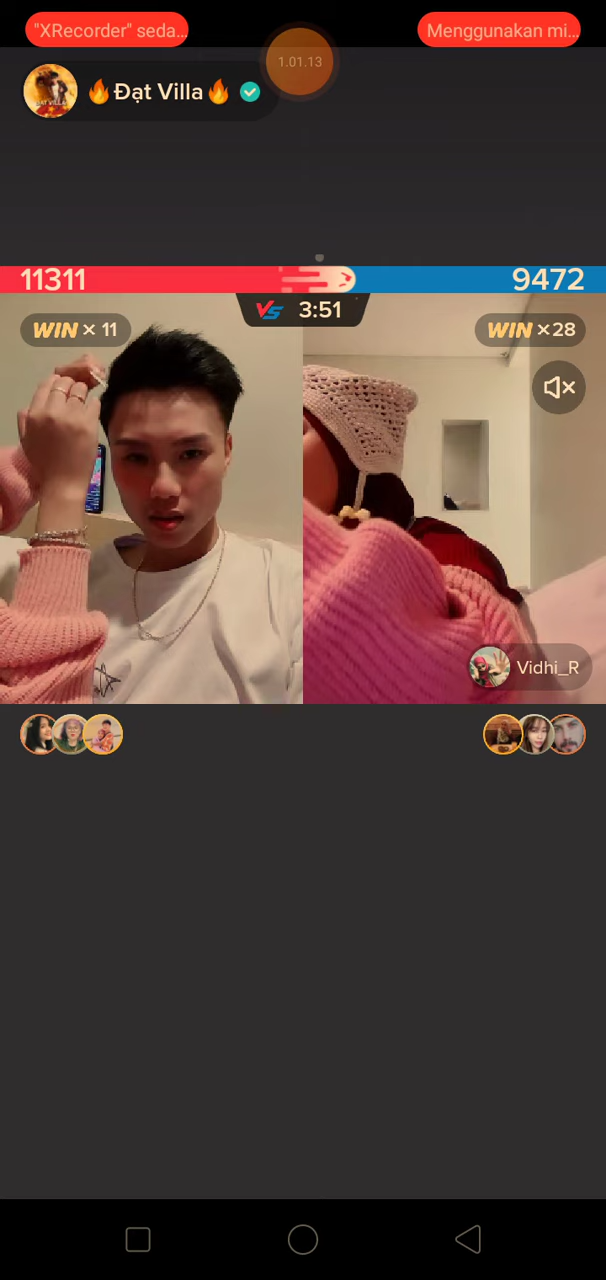 "XRecorder" seda...
Menggunakan mi...
1.01.13
🔥Đạt Villa🔥
11311
9472
VS 3:51
WIN × 11
WIN ×28
Vidhi_R